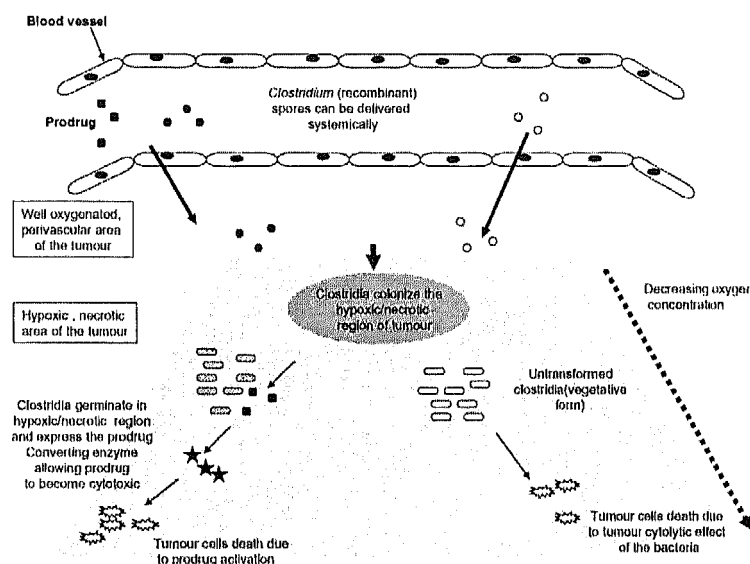 Blood vessel
Clostridium (recombinant)
spores can be delivered
systemically
Prodrug
Well oxygenated,
perivascular area
of the tumour
Decreasing oxygen
concentration
Clostridia colonize the
hypoxic/necrotic
region of tumour
Hypoxic , necrotic
area of the tumour
Untransformed
clostridia(vegetative
form)
Clostridia germinate in
hypoxic/necrotic region
and express the prodrug
Converting enzyme
allowing prodrug
to become cytotoxic
Tumour cells death due
to prodrug activation
Tumour cells death due
to tumour cytolytic effect
of the bacteria